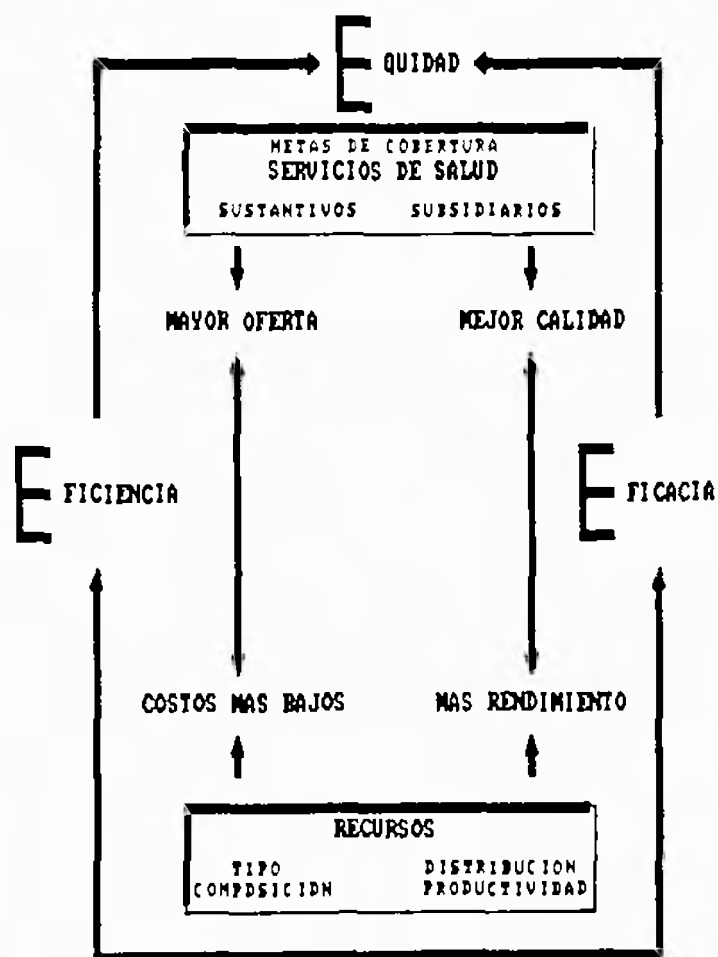 EQUIDAD
METAS DE COBERTURA
SERVICIOS DE SALUD
SUSTANTIVOS SUBSIDIARIOS
MAYOR OFERTA MEJOR CALIDAD
EFICIENCIA EFICACIA
COSTOS MAS BAJOS MAS RENDIMIENTO
RECURSOS
TIPO DISTRIBUCION
COMPOSICION PRODUCTIVIDAD